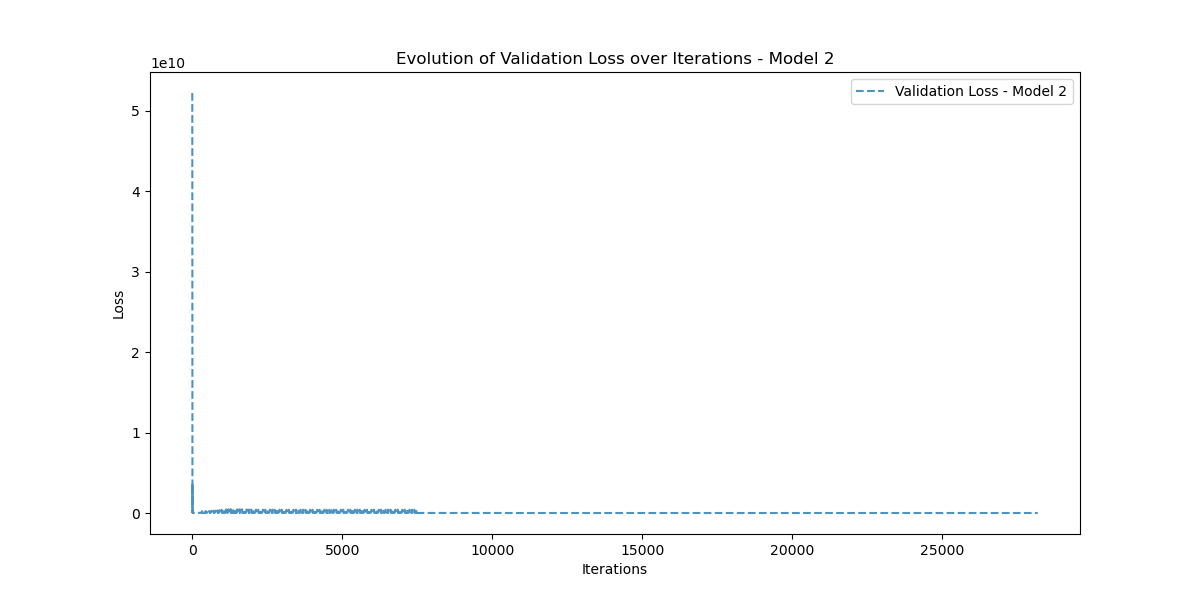 Evolution of Validation Loss over Iterations - Model 2
1e10
Validation Loss - Model 2
5
4
3
2
1
0
Loss
0 5000 10000 15000 20000 25000
Iterations